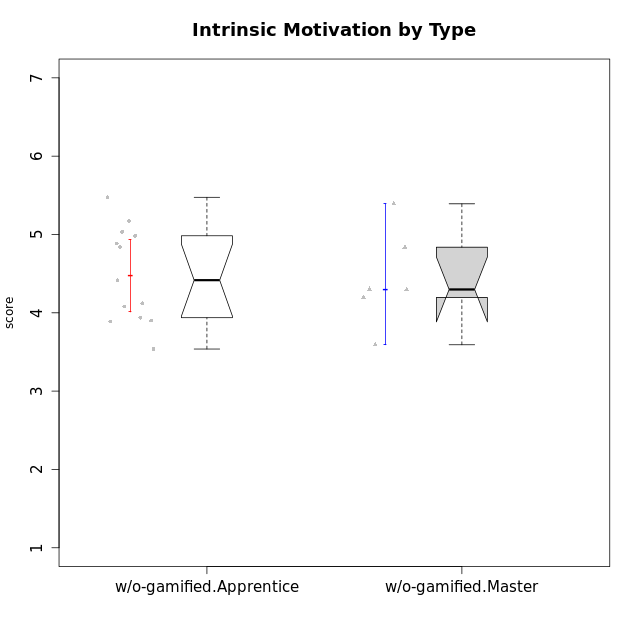 Intrinsic Motivation by Type
7
6
5
4
3
2
1
score
w/o-gamified.Apprentice
w/o-gamified.Master